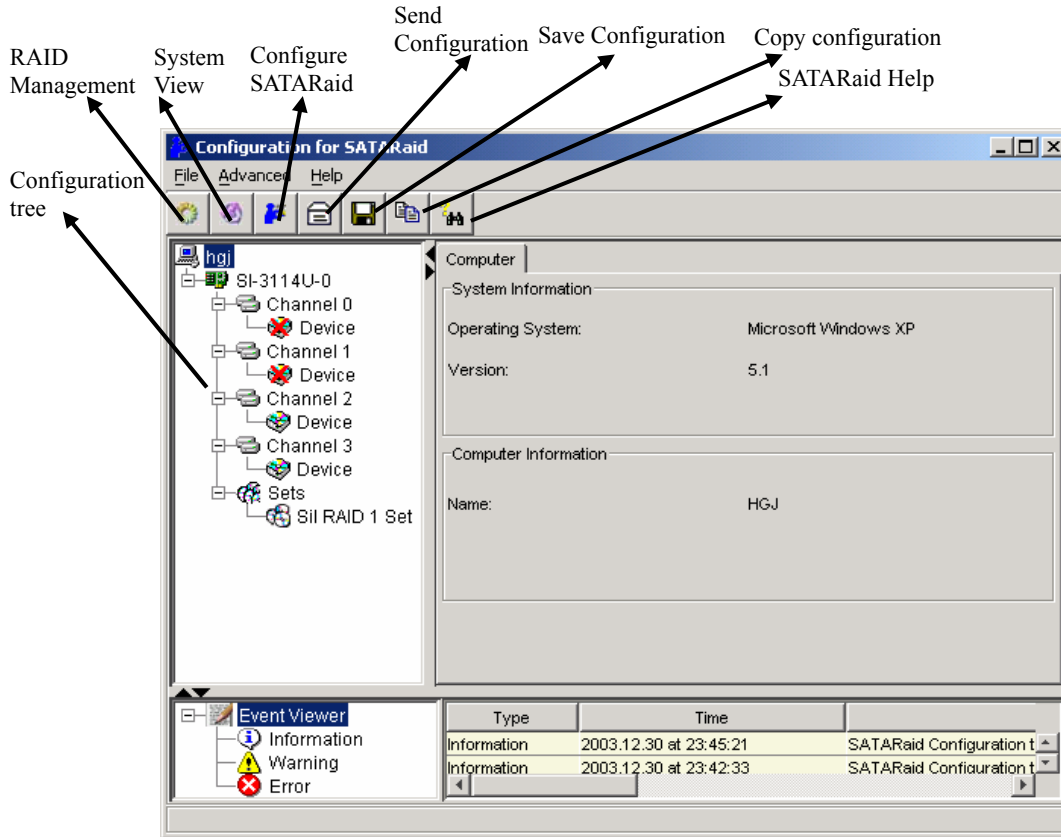 Send
Configuration
Save Configuration
Copy configuration
RAID
Management
System
View
Configure
SATARaid
SATARaid Help
Configuration
tree
Configuration for SATARaid
File Advanced Help
hgj
SI-3114U-0
Channel 0
Device
Channel 1
Device
Channel 2
Device
Channel 3
Device
Sets
SiI RAID 1 Set
Computer
System Information
Operating System: Microsoft Windows XP
Version: 5.1
Computer Information
Name: HGJ
Event Viewer
Information
Warning
Error
Type Time
Information 2003.12.30 at 23:45:21 SATARaid Configuration t
Information 2003.12.30 at 23:42:33 SATARaid Configuration t